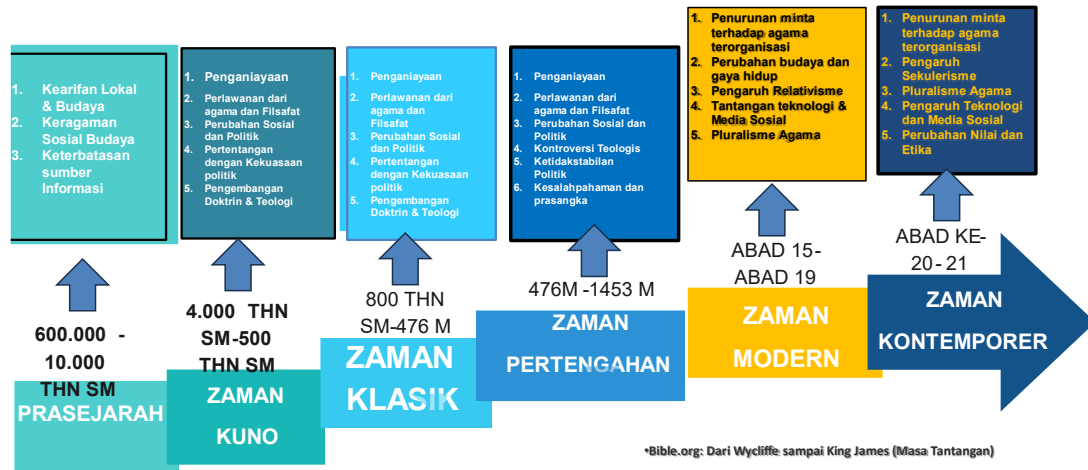 1. Kearifan Lokal
& Budaya
2. Keragaman
Sosial Budaya
3. Keterbatasan
sumber
Informasi
600.000 -
10.000
THN SM
PRASEJARAH
1. Penganiayaan
2. Perlawanan dari
agama dan Filsafat
3. Perubahan Sosial
dan Politik
4. Pertentangan
dengan Kekuasaan
politik
5. Pengembangan
Doktrin & Teologi
4.000 THN
SM-500
THN SM
ZAMAN
KUNO
1. Penganiayaan
2. Perlawanan dari
agama dan
Filsafat
3. Perubahan Sosial
dan Politik
4. Pertentangan
dengan Kekuasaan
politik
5. Pengembangan
Doktrin & Teologi
800 THN
SM-476 M
ZAMAN
KLASIK
1. Penganiayaan
2. Perlawanan dari
agama dan Filsafat
3. Perubahan Sosial dan
Politik
4. Kontroversi Teologis
5. Ketidakstabilan
Politik
6. Kesalahpahaman dan
prasangka
476M -1453 M
ZAMAN
PERTENGAHAN
1. Penurunan minta
terhadap agama
terorganisasi
2. Perubahan budaya dan
gaya hidup
3. Pengaruh Relativisme
4. Tantangan teknologi &
Media Sosial
5. Pluralisme Agama
ABAD 15-
ABAD 19
ZAMAN
MODERN
1. Penurunan minta
terhadap agama
terorganisasi
2. Pengaruh
Sekulerisme
3. Pluralisme Agama
4. Pengaruh Teknologi
dan Media Sosial
5. Perubahan Nilai dan
Etika
ABAD KE-
20-21
ZAMAN
KONTEMPORER
•Bible.org: Dari Wycliffe sampai King James (Masa Tantangan)